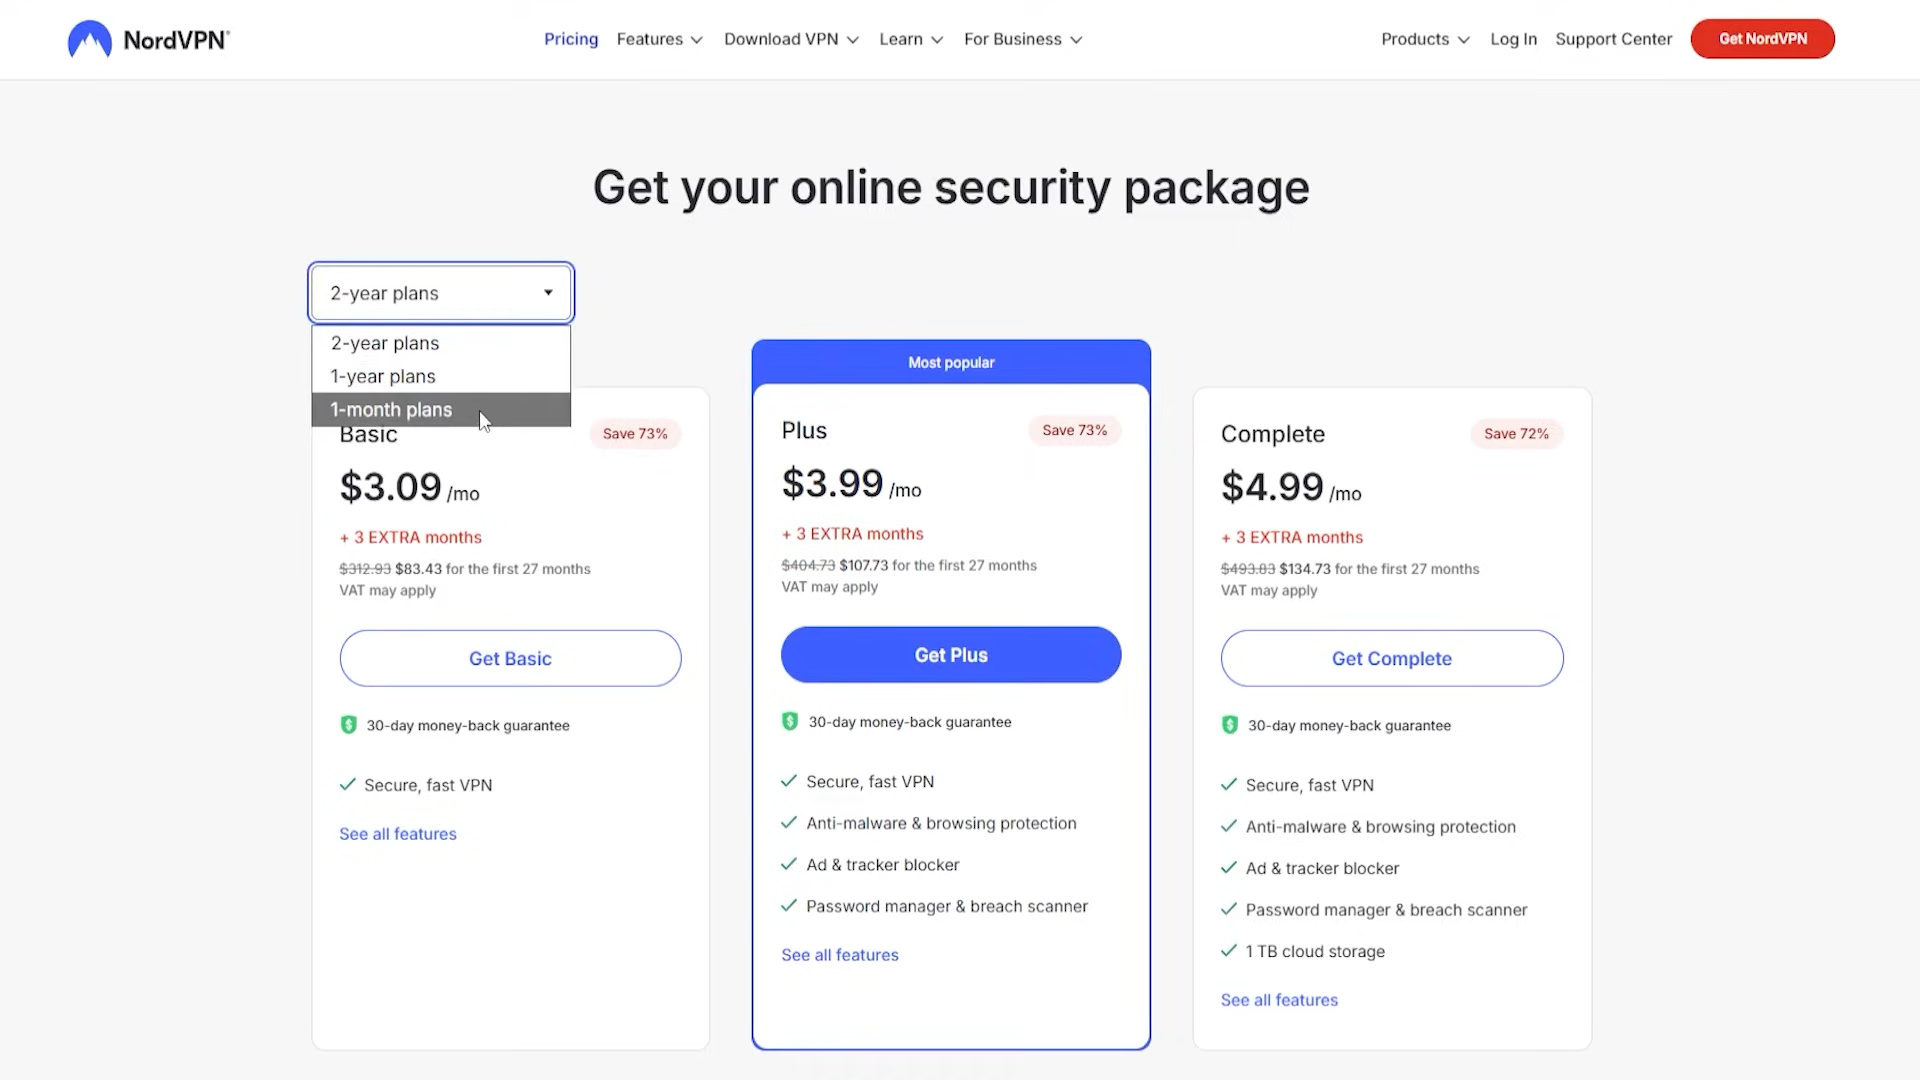 NordVPN®
Pricing
Features
Download VPN
Learn
For Business
Products
Log In
Support Center
Get NordVPN
Get your online security package
2-year plans
2-year plans
1-year plans
1-month plans
Basic
Save 73%
$3.09 /mo
+ 3 EXTRA months
$312.93 $83.43 for the first 27 months
VAT may apply
Get Basic
30-day money-back guarantee
Secure, fast VPN
See all features
Most popular
Plus
Save 73%
$3.99 /mo
+ 3 EXTRA months
$404.73 $107.73 for the first 27 months
VAT may apply
Get Plus
30-day money-back guarantee
Secure, fast VPN
Anti-malware & browsing protection
Ad & tracker blocker
Password manager & breach scanner
See all features
Complete
Save 72%
$4.99 /mo
+ 3 EXTRA months
$493.83 $134.73 for the first 27 months
VAT may apply
Get Complete
30-day money-back guarantee
Secure, fast VPN
Anti-malware & browsing protection
Ad & tracker blocker
Password manager & breach scanner
1 TB cloud storage
See all features